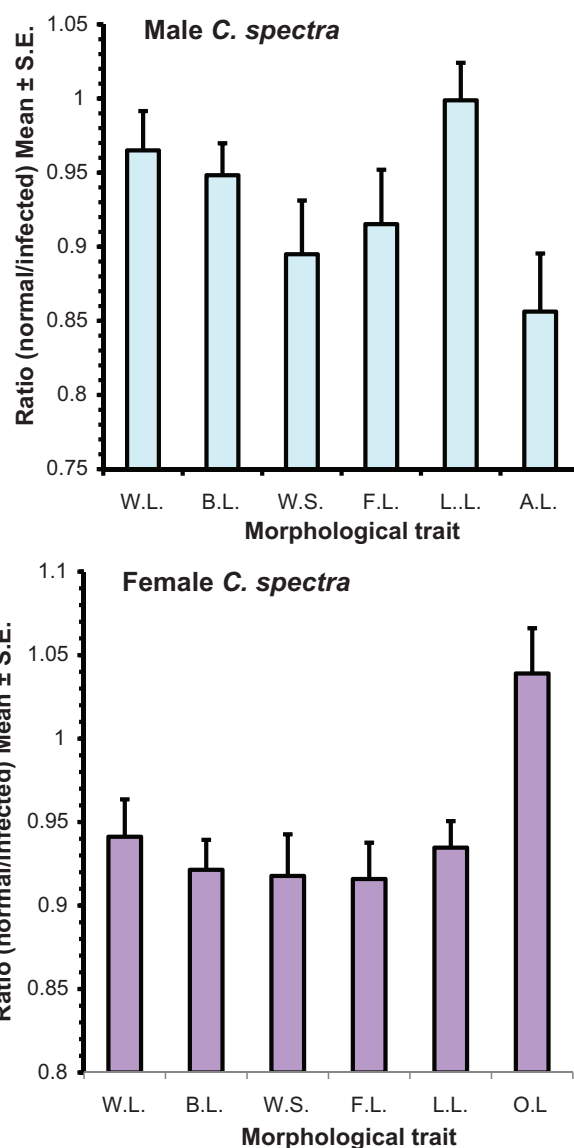 Male C. spectra
Ratio (normal/infected) Mean ± S.E.
1.05
1
0.95
0.9
0.85
0.8
0.75
W.L. B.L. W.S. F.L. L..L. A.L.
Morphological trait
Female C. spectra
Ratio (normal/infected) Mean ± S.E.
1.1
1.05
1
0.95
0.9
0.85
0.8
W.L. B.L. W.S. F.L. L.L. O.L
Morphological trait